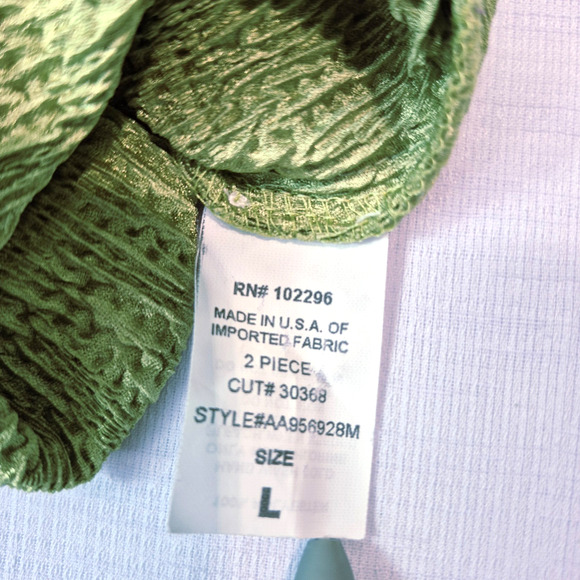 RN# 102296
MADE IN U.S.A. OF
IMPORTED FABRIC
2 PIECE
CUT# 30368
STYLE#AA956928M
SIZE
L